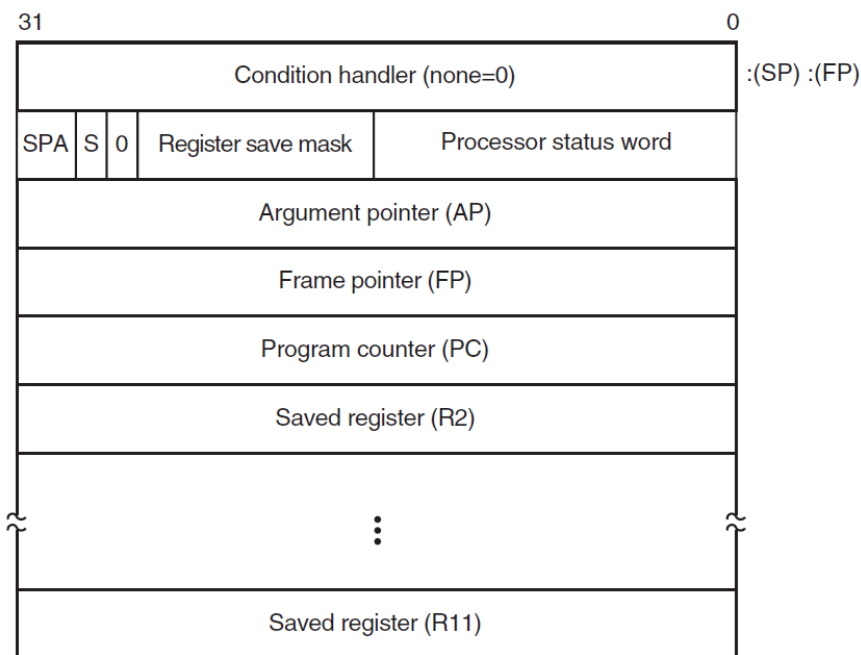 31 0
Condition handler (none=0) :(SP) :(FP)
SPA S 0 Register save mask Processor status word
Argument pointer (AP)
Frame pointer (FP)
Program counter (PC)
Saved register (R2)
Saved register (R11)